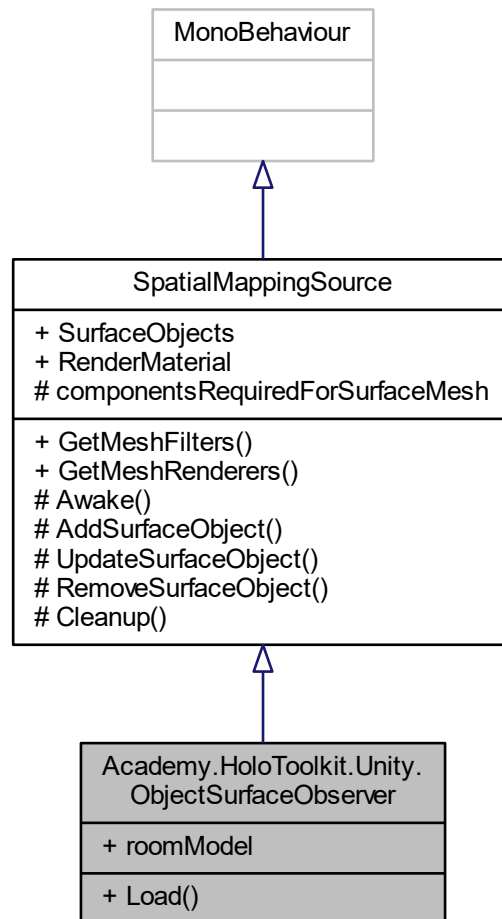 MonoBehaviour
SpatialMappingSource
+ SurfaceObjects
+ RenderMaterial
# componentsRequiredForSurfaceMesh
+ GetMeshFilters()
+ GetMeshRenderers()
# Awake()
# AddSurfaceObject()
# UpdateSurfaceObject()
# RemoveSurfaceObject()
# Cleanup()
Academy.HoloToolkit.Unity.
ObjectSurfaceObserver
+ roomModel
+ Load()